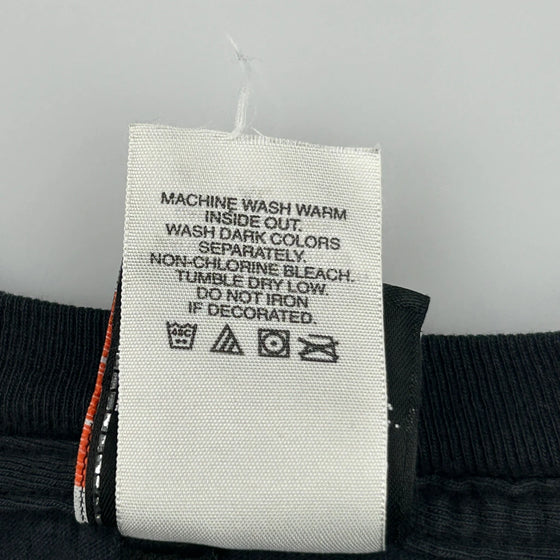 MACHINE WASH WARM
INSIDE OUT.
WASH DARK COLORS
SEPARATELY.
NON-CHLORINE BLEACH.
TUMBLE DRY LOW.
DO NOT IRON
IF DECORATED.